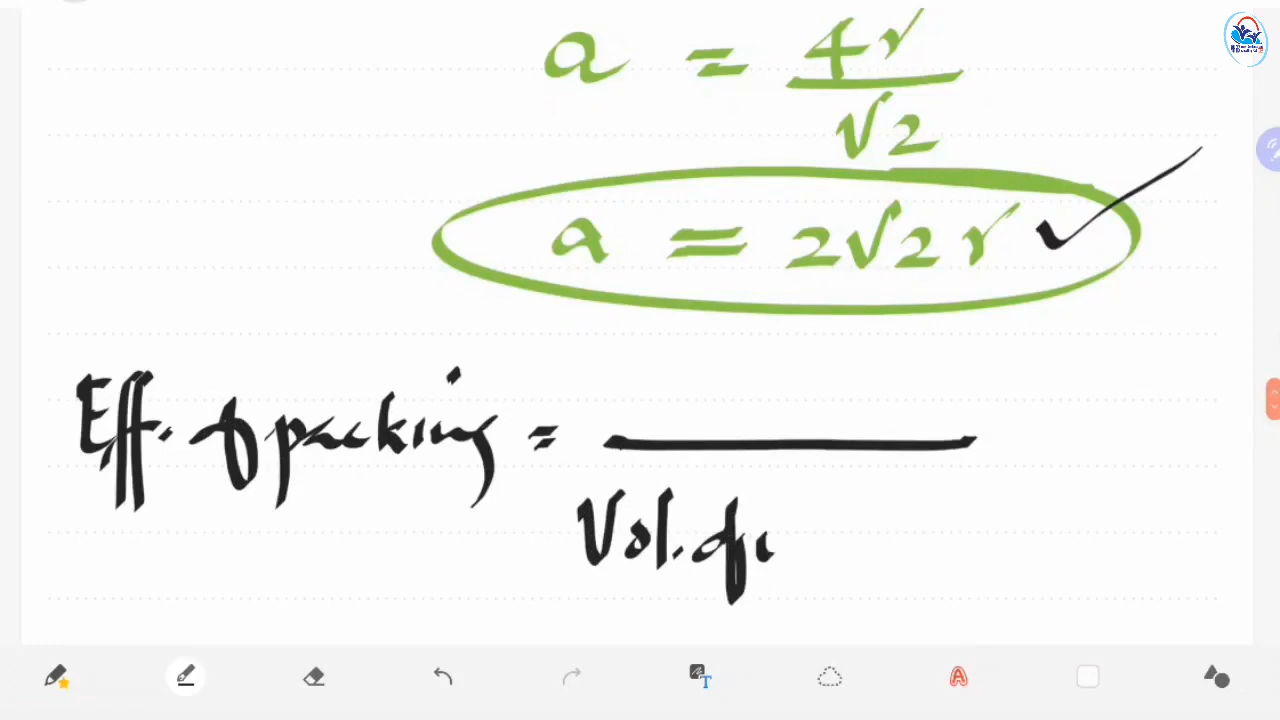 a = 4r
√2
a = 2√2 r ✓
Eff. of packing =
Vol. of